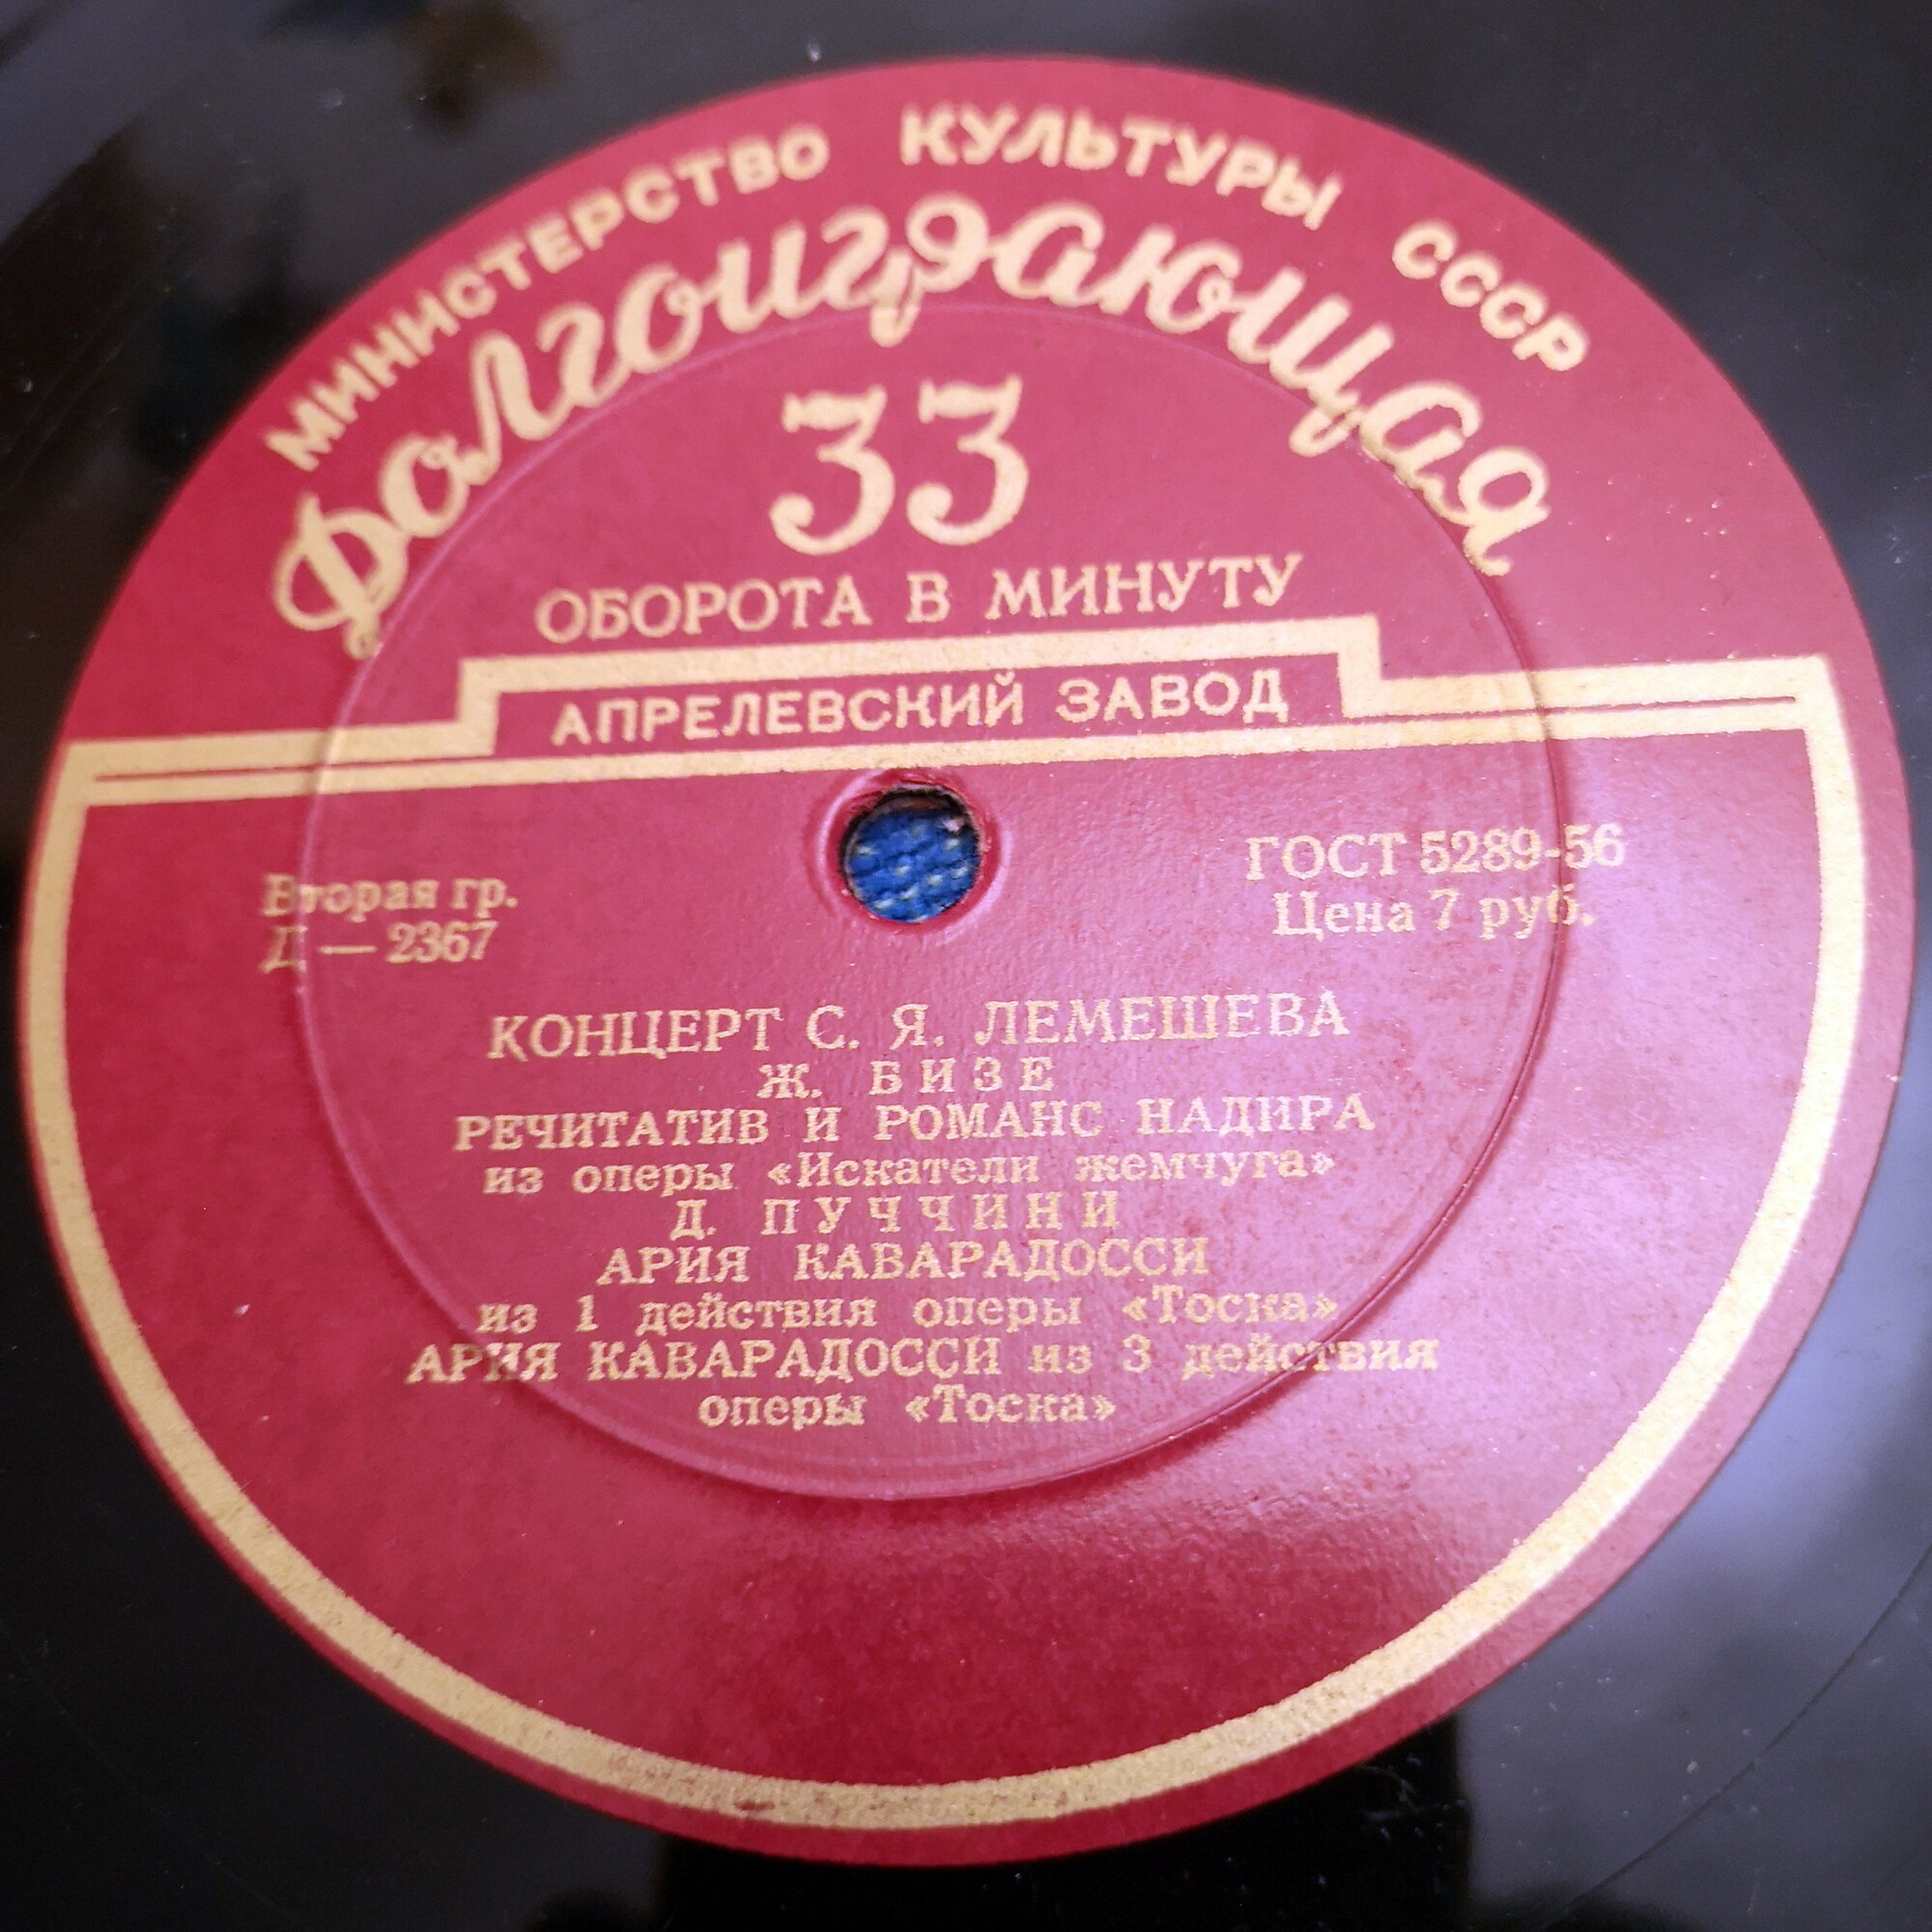 МИНИСТЕРСТВО КУЛЬТУРЫ СССР
Долгоиграющая
33
ОБОРОТА В МИНУТУ
АПРЕЛЕВСКИЙ ЗАВОД
Вторая гр.
Д — 2367
ГОСТ 5289-56
Цена 7 руб.
КОНЦЕРТ С. Я. ЛЕМЕШЕВА
Ж. БИЗЕ
РЕЧИТАТИВ И РОМАНС НАДИРА
из оперы «Искатели жемчуга»
Д. ПУЧЧИНИ
АРИЯ КАВАРАДОССИ
из 1 действия оперы «Тоска»
АРИЯ КАВАРАДОССИ из 3 действия
оперы «Тоска»